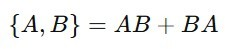 {A, B} = AB + BA